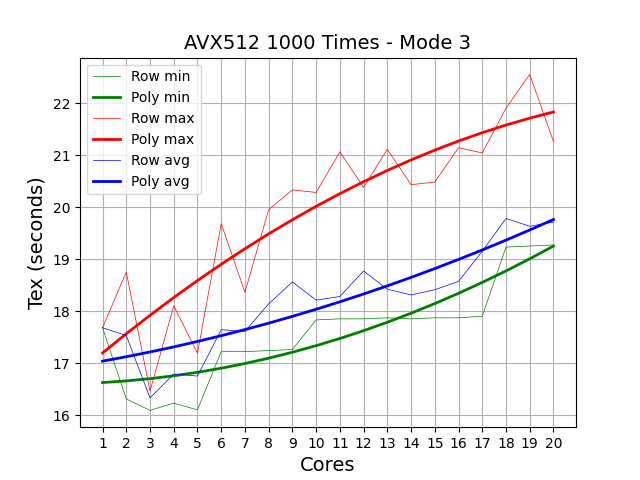 AVX512 1000 Times - Mode 3
Row min
Poly min
Row max
Poly max
Row avg
Poly avg
22
21
20
19
18
17
16
Tex (seconds)
1 2 3 4 5 6 7 8 9 10 11 12 13 14 15 16 17 18 19 20
Cores